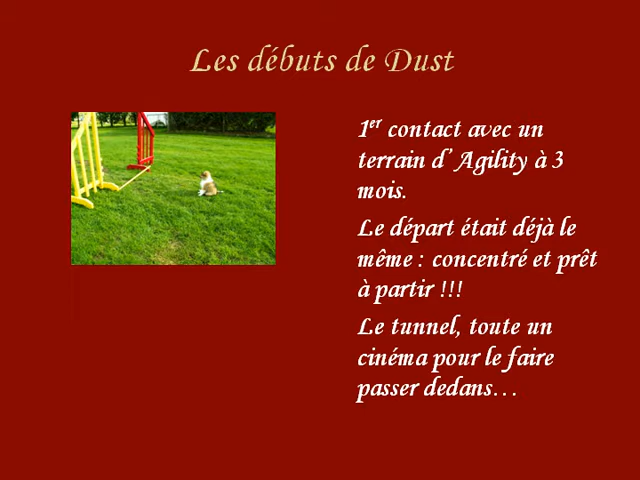 Les débuts de Dust
1er contact avec un
terrain d’ Agility à 3
mois.
Le départ était déjà le
même : concentré et prêt
à partir !!!
Le tunnel, toute un
cinéma pour le faire
passer dedans…